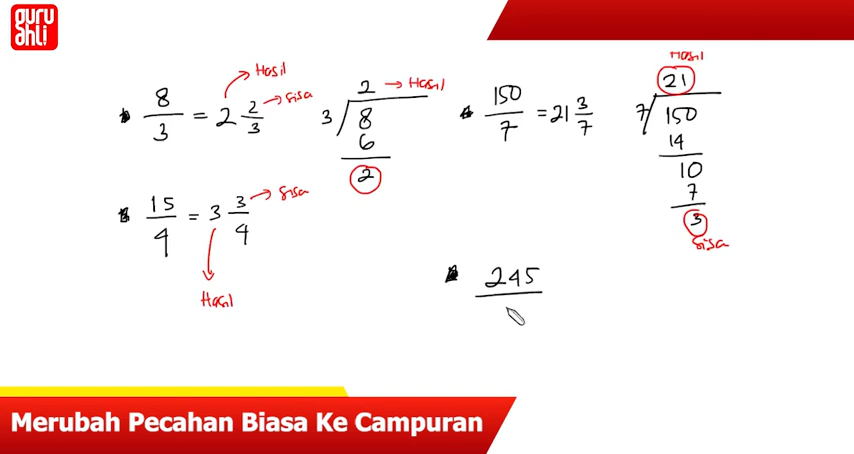 guru
ahli
8/3 = 2 2/3
Hasil
Sisa
2 → Hasil
3 / 8
6
2
15/4 = 3 3/4
Sisa
Hasil
150/7 = 21 3/7
Hasil
21
7 / 150
14
10
7
3
Sisa
245
Merubah Pecahan Biasa Ke Campuran